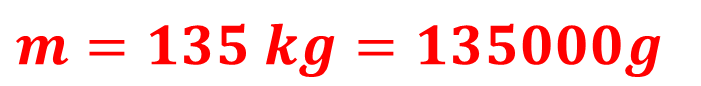 m = 135 kg = 135000g